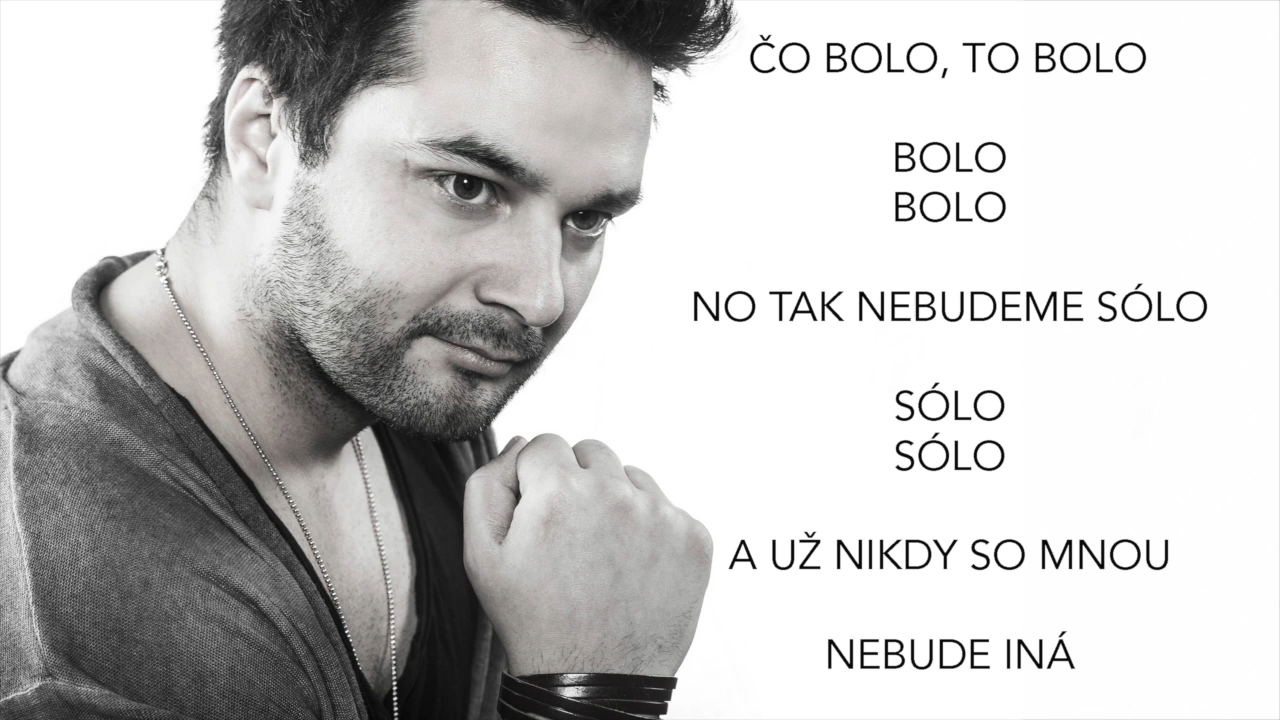 ČO BOLO, TO BOLO
BOLO
BOLO
NO TAK NEBUDEME SÓLO
SÓLO
SÓLO
A UŽ NIKDY SO MNOU
NEBUDE INÁ